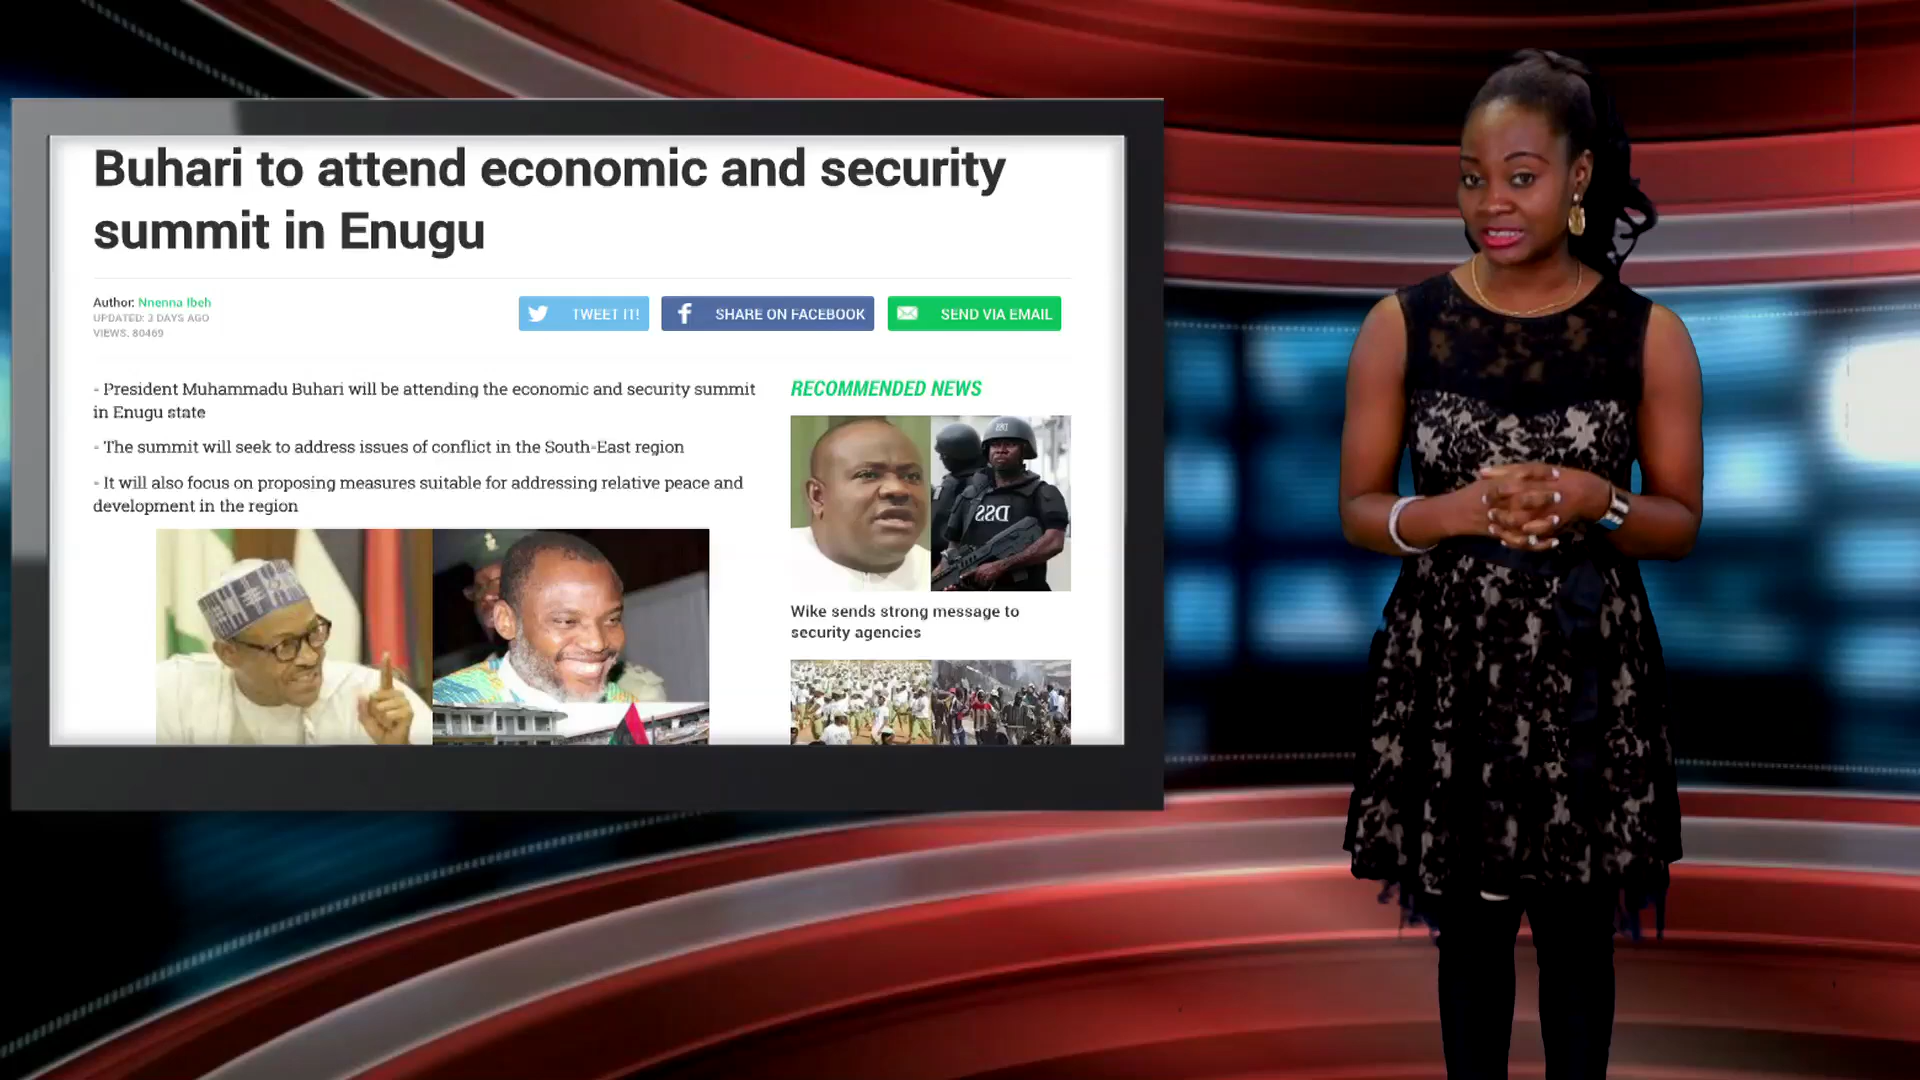 Buhari to attend economic and security
summit in Enugu
Author: Nnenna Ibeh
UPDATED: 3 DAYS AGO
VIEWS: 80469
TWEET IT!
SHARE ON FACEBOOK
SEND VIA EMAIL
- President Muhammadu Buhari will be attending the economic and security summit
in Enugu state
- The summit will seek to address issues of conflict in the South-East region
- It will also focus on proposing measures suitable for addressing relative peace and
development in the region
RECOMMENDED NEWS
DSS
Wike sends strong message to
security agencies